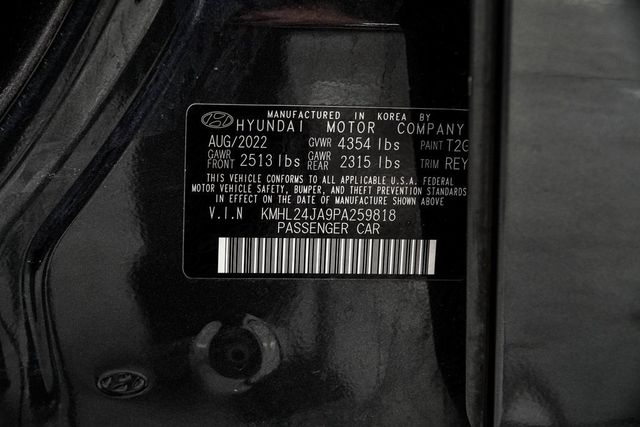 MANUFACTURED IN KOREA BY
HYUNDAI MOTOR COMPANY
AUG/2022 GVWR 4354 lbs PAINT T2G
GAWR FRONT 2513 lbs GAWR REAR 2315 lbs TRIM REY
THIS VEHICLE CONFORMS TO ALL APPLICABLE U.S.A. FEDERAL
MOTOR VEHICLE SAFETY, BUMPER, AND THEFT PREVENTION STANDARDS
IN EFFECT ON THE DATE OF MANUFACTURE SHOWN ABOVE.
V.I.N KMHL24JA9PA259818
PASSENGER CAR